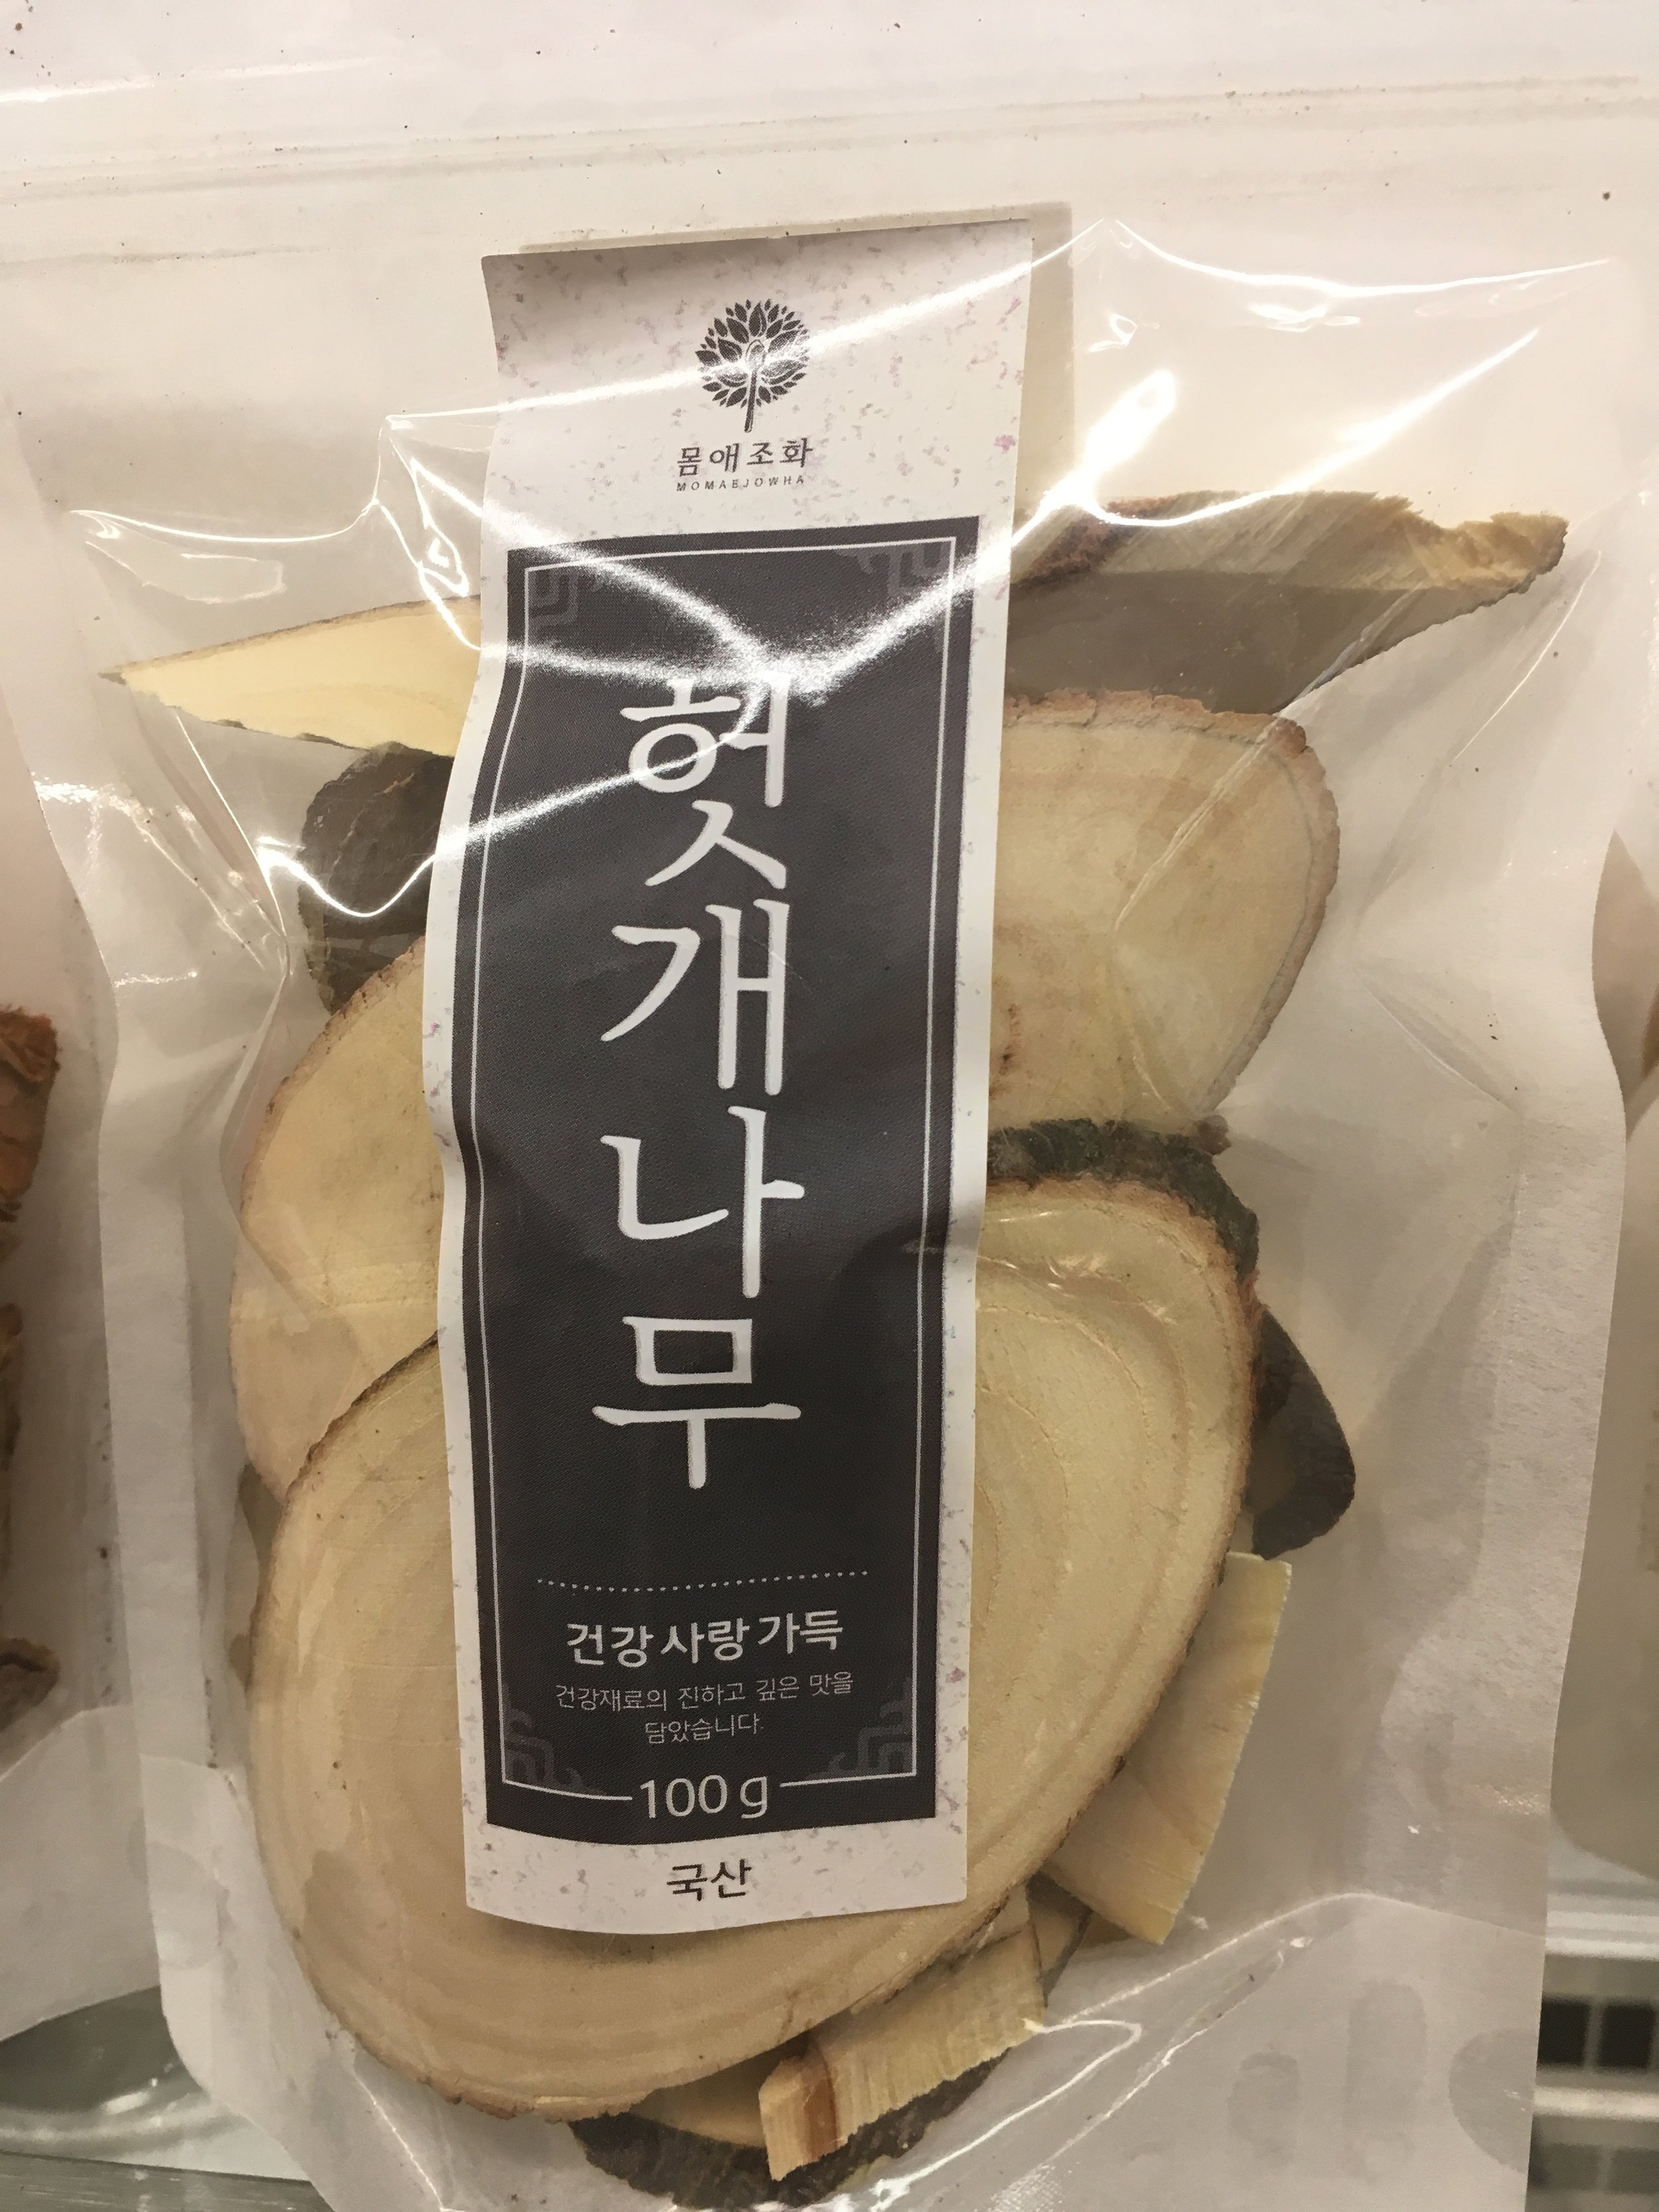 몸애조화
MOMAEJOWHA
헛개나무
건강사랑가득
건강재료의 진하고 깊은 맛을
담았습니다.
100g
국산